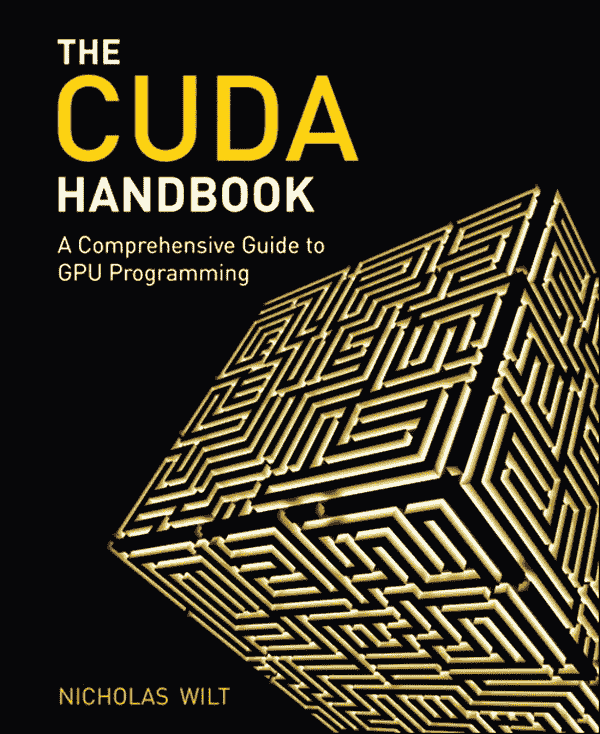 THE
CUDA
HANDBOOK
A Comprehensive Guide to
GPU Programming
NICHOLAS WILT